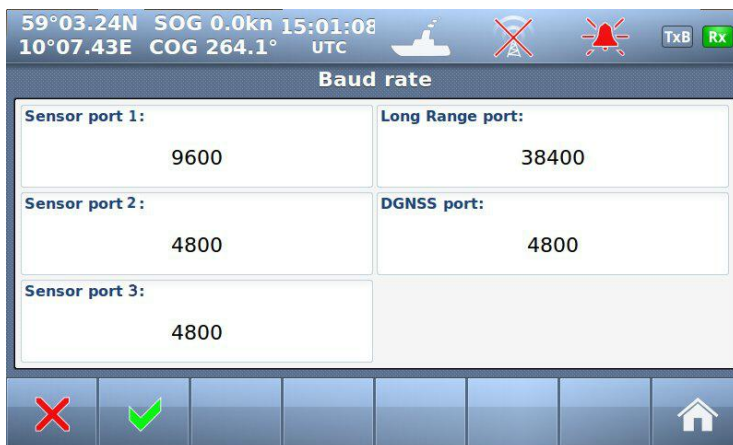 59°03.24N SOG 0.0kn 15:01:08
10°07.43E COG 264.1° UTC
TxB Rx
Baud rate
Sensor port 1: Long Range port:
9600 38400
Sensor port 2: DGNSS port:
4800 4800
Sensor port 3:
4800